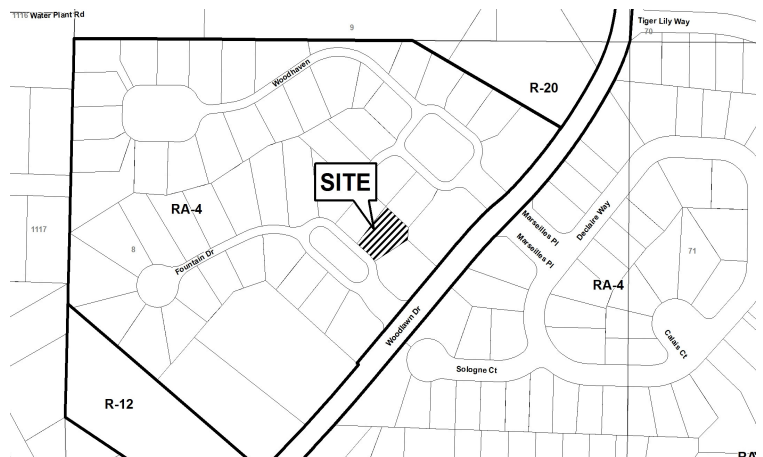 1116 Water Plant Rd
9
Tiger Lily Way
70
Woodhaven
R-20
SITE
RA-4
1117
8
Fountain Dr
Marseilles Pl
Marseilles Pl
Declaire Way
71
RA-4
Woodlawn Dr
Calais Ct
Sologne Ct
R-12